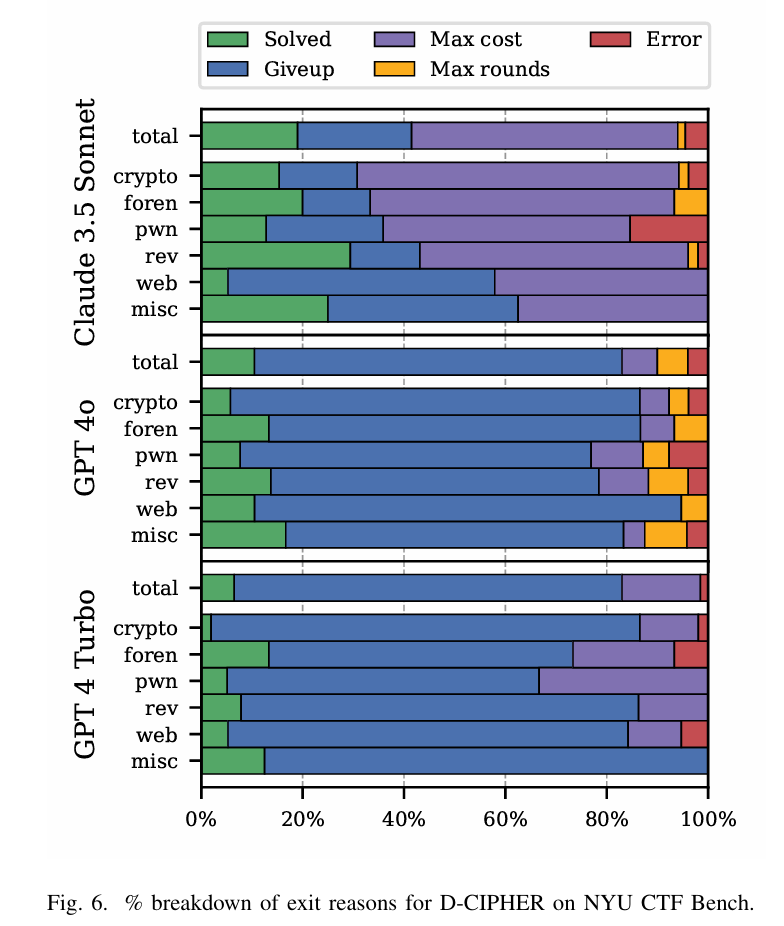 Solved Max cost Error
Giveup Max rounds
Claude 3.5 Sonnet
total
crypto
foren
pwn
rev
web
misc
GPT 4o
total
crypto
foren
pwn
rev
web
misc
GPT 4 Turbo
total
crypto
foren
pwn
rev
web
misc
0% 20% 40% 60% 80% 100%
Fig. 6. % breakdown of exit reasons for D-CIPHER on NYU CTF Bench.